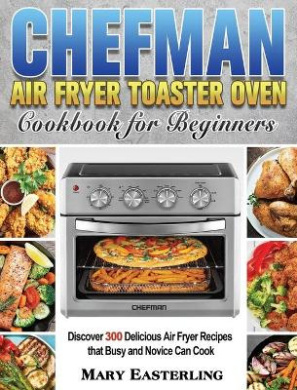 CHEFMAN
AIR FRYER TOASTER OVEN
Cookbook for Beginners
CHEFMAN
Discover 300 Delicious Air Fryer Recipes
that Busy and Novice Can Cook
MARY EASTERLING